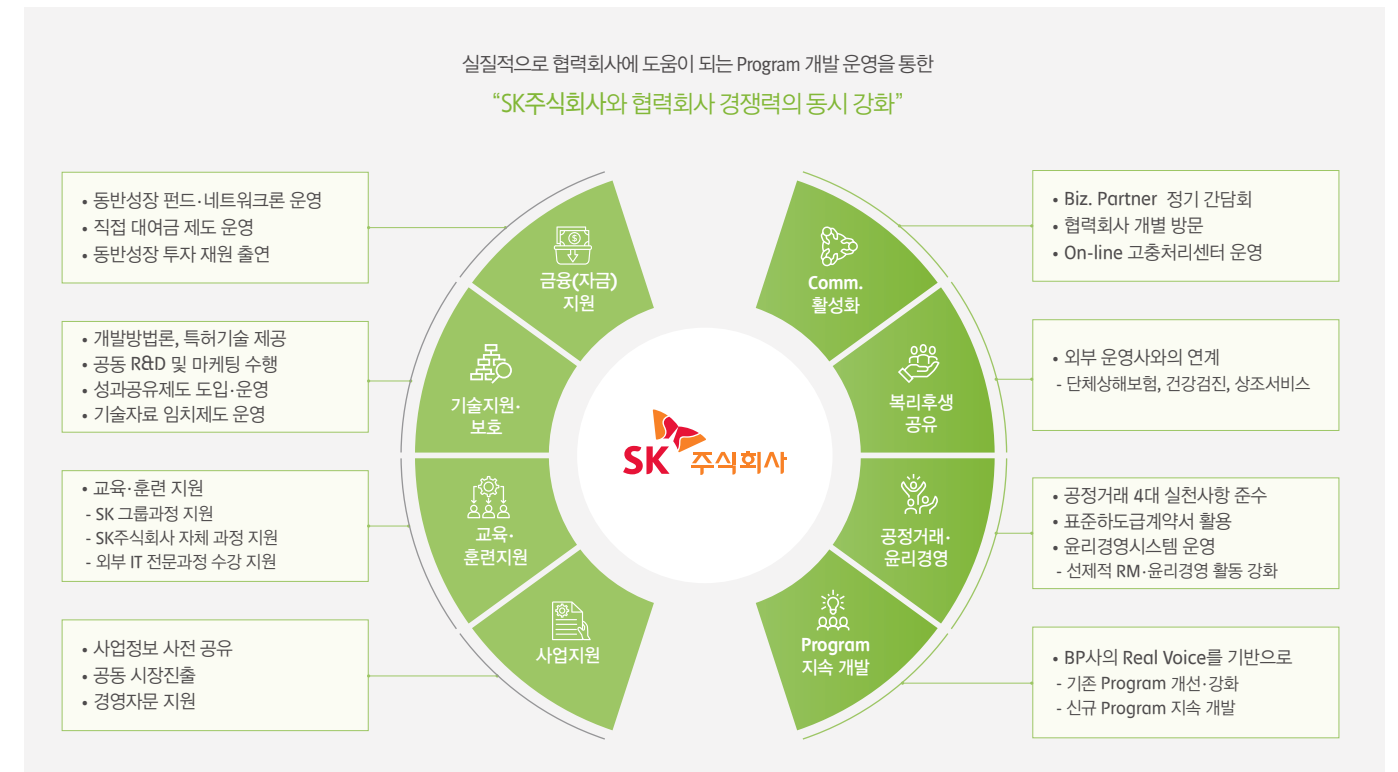 실질적으로 협력회사에 도움이 되는 Program 개발 운영을 통한
“SK주식회사와 협력회사 경쟁력의 동시 강화”
• 동반성장 펀드·네트워크론 운영
• 직접 대여금 제도 운영
• 동반성장 투자 재원 출연
금융(자금)
지원
• 개발방법론, 특허기술 제공
• 공동 R&D 및 마케팅 수행
• 성과공유제도 도입·운영
• 기술자료 임치제도 운영
기술지원·
보호
• 교육·훈련 지원
- SK 그룹과정 지원
- SK주식회사 자체 과정 지원
- 외부 IT 전문과정 수강 지원
교육·
훈련지원
• 사업정보 사전 공유
• 공동 시장진출
• 경영자문 지원
사업지원
SK 주식회사
Comm.
활성화
• Biz. Partner 정기 간담회
• 협력회사 개별 방문
• On-line 고충처리센터 운영
복리후생
공유
• 외부 운영사와의 연계
- 단체상해보험, 건강검진, 상조서비스
공정거래·
윤리경영
• 공정거래 4대 실천사항 준수
• 표준하도급계약서 활용
• 윤리경영시스템 운영
- 선제적 RM·윤리경영 활동 강화
Program
지속 개발
• BP사의 Real Voice를 기반으로
- 기존 Program 개선·강화
- 신규 Program 지속 개발